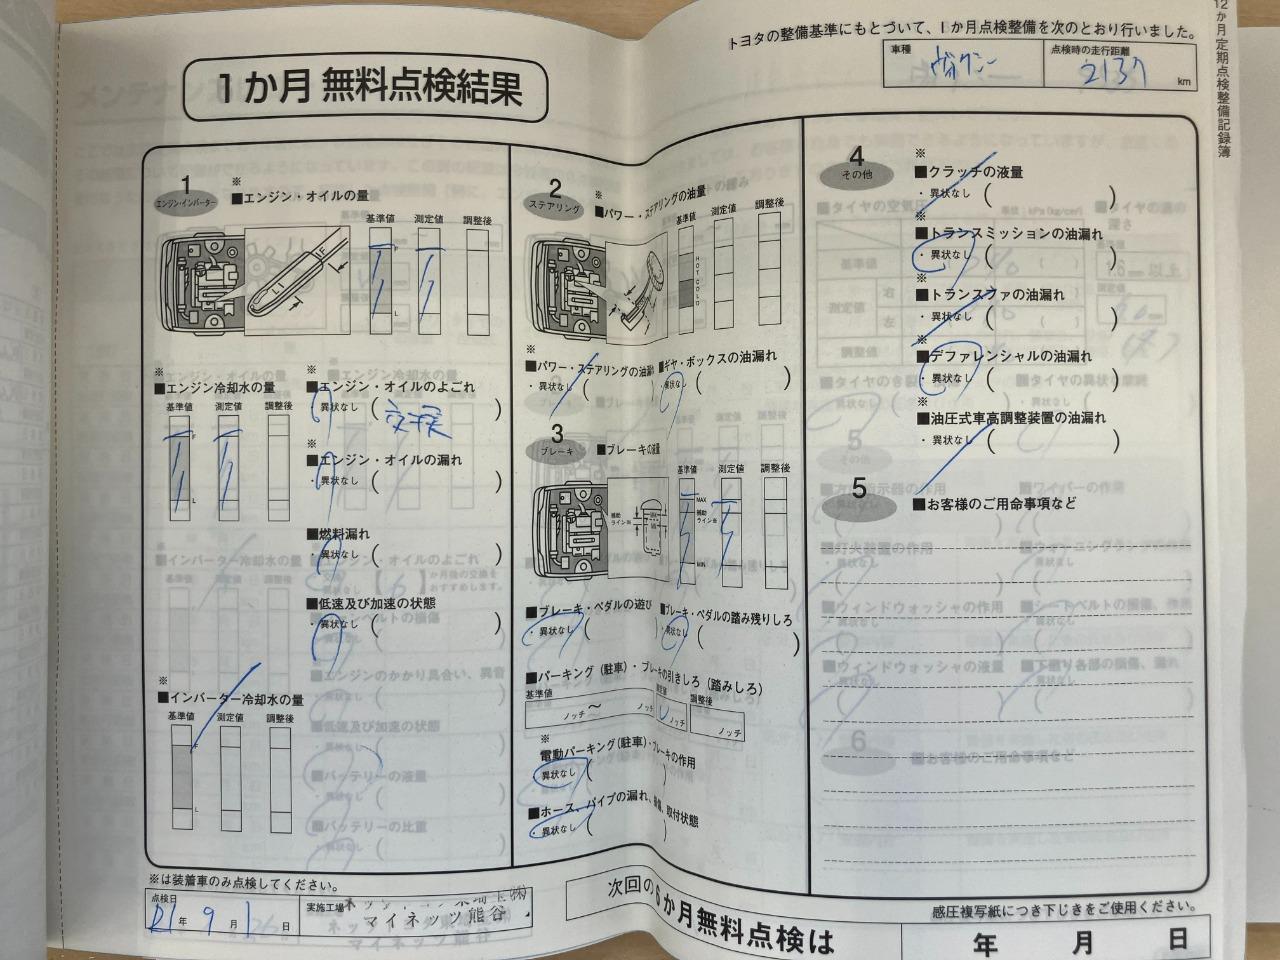 12か月定期点検整備記録簿
トヨタの整備基準にもとづいて、1か月点検整備を次のとおり行いました。
車種
点検時の走行距離
2137 km
1か月 無料点検結果
1
エンジン・インバーター
※
■エンジン・オイルの量
基準値 測定値 調整後
F
L
※
■エンジン冷却水の量
基準値 測定値 調整後
F
L
■エンジン・オイルのよごれ
・異状なし ( 交換 )
※
■エンジン・オイルの漏れ
・異状なし ( )
■燃料漏れ
・異状なし ( )
■低速及び加速の状態
・異状なし ( )
※
■インバーター冷却水の量
基準値 測定値 調整後
F
L
2
ステアリング
※
■パワー・ステアリングの油量
基準値 測定値 調整後
HOT COLD
※
■パワー・ステアリングの油漏れ
・異状なし ( )
■ギヤ・ボックスの油漏れ
・異状なし ( )
3
ブレーキ
■ブレーキの液量
基準値 測定値 調整後
MAX
補助ライン※
MIN
■ブレーキ・ペダルの遊び
・異状なし ( )
■ブレーキ・ペダルの踏み残りしろ
・異状なし ( )
■パーキング(駐車)・ブレーキの引きしろ(踏みしろ)
基準値 測定値 調整後
ノッチ〜 ノッチ ノッチ ノッチ
※
電動パーキング(駐車)・ブレーキの作用
異状なし ( )
■ホース、パイプの漏れ、損傷、取付状態
・異状なし ( )
4
その他
※
■クラッチの液量
・異状なし ( )
※
■トランスミッションの油漏れ
・異状なし ( )
※
■トランスファの油漏れ
・異状なし ( )
※
■デファレンシャルの油漏れ
・異状なし ( )
※
■油圧式車高調整装置の油漏れ
・異状なし ( )
5
■お客様のご用命事項など
※は装着車のみ点検してください。
点検日
R1年 9月 日
実施工場
マイネッツ熊谷
感圧複写紙につき下じきをご使用ください。
次回の6か月無料点検は
年 月 日